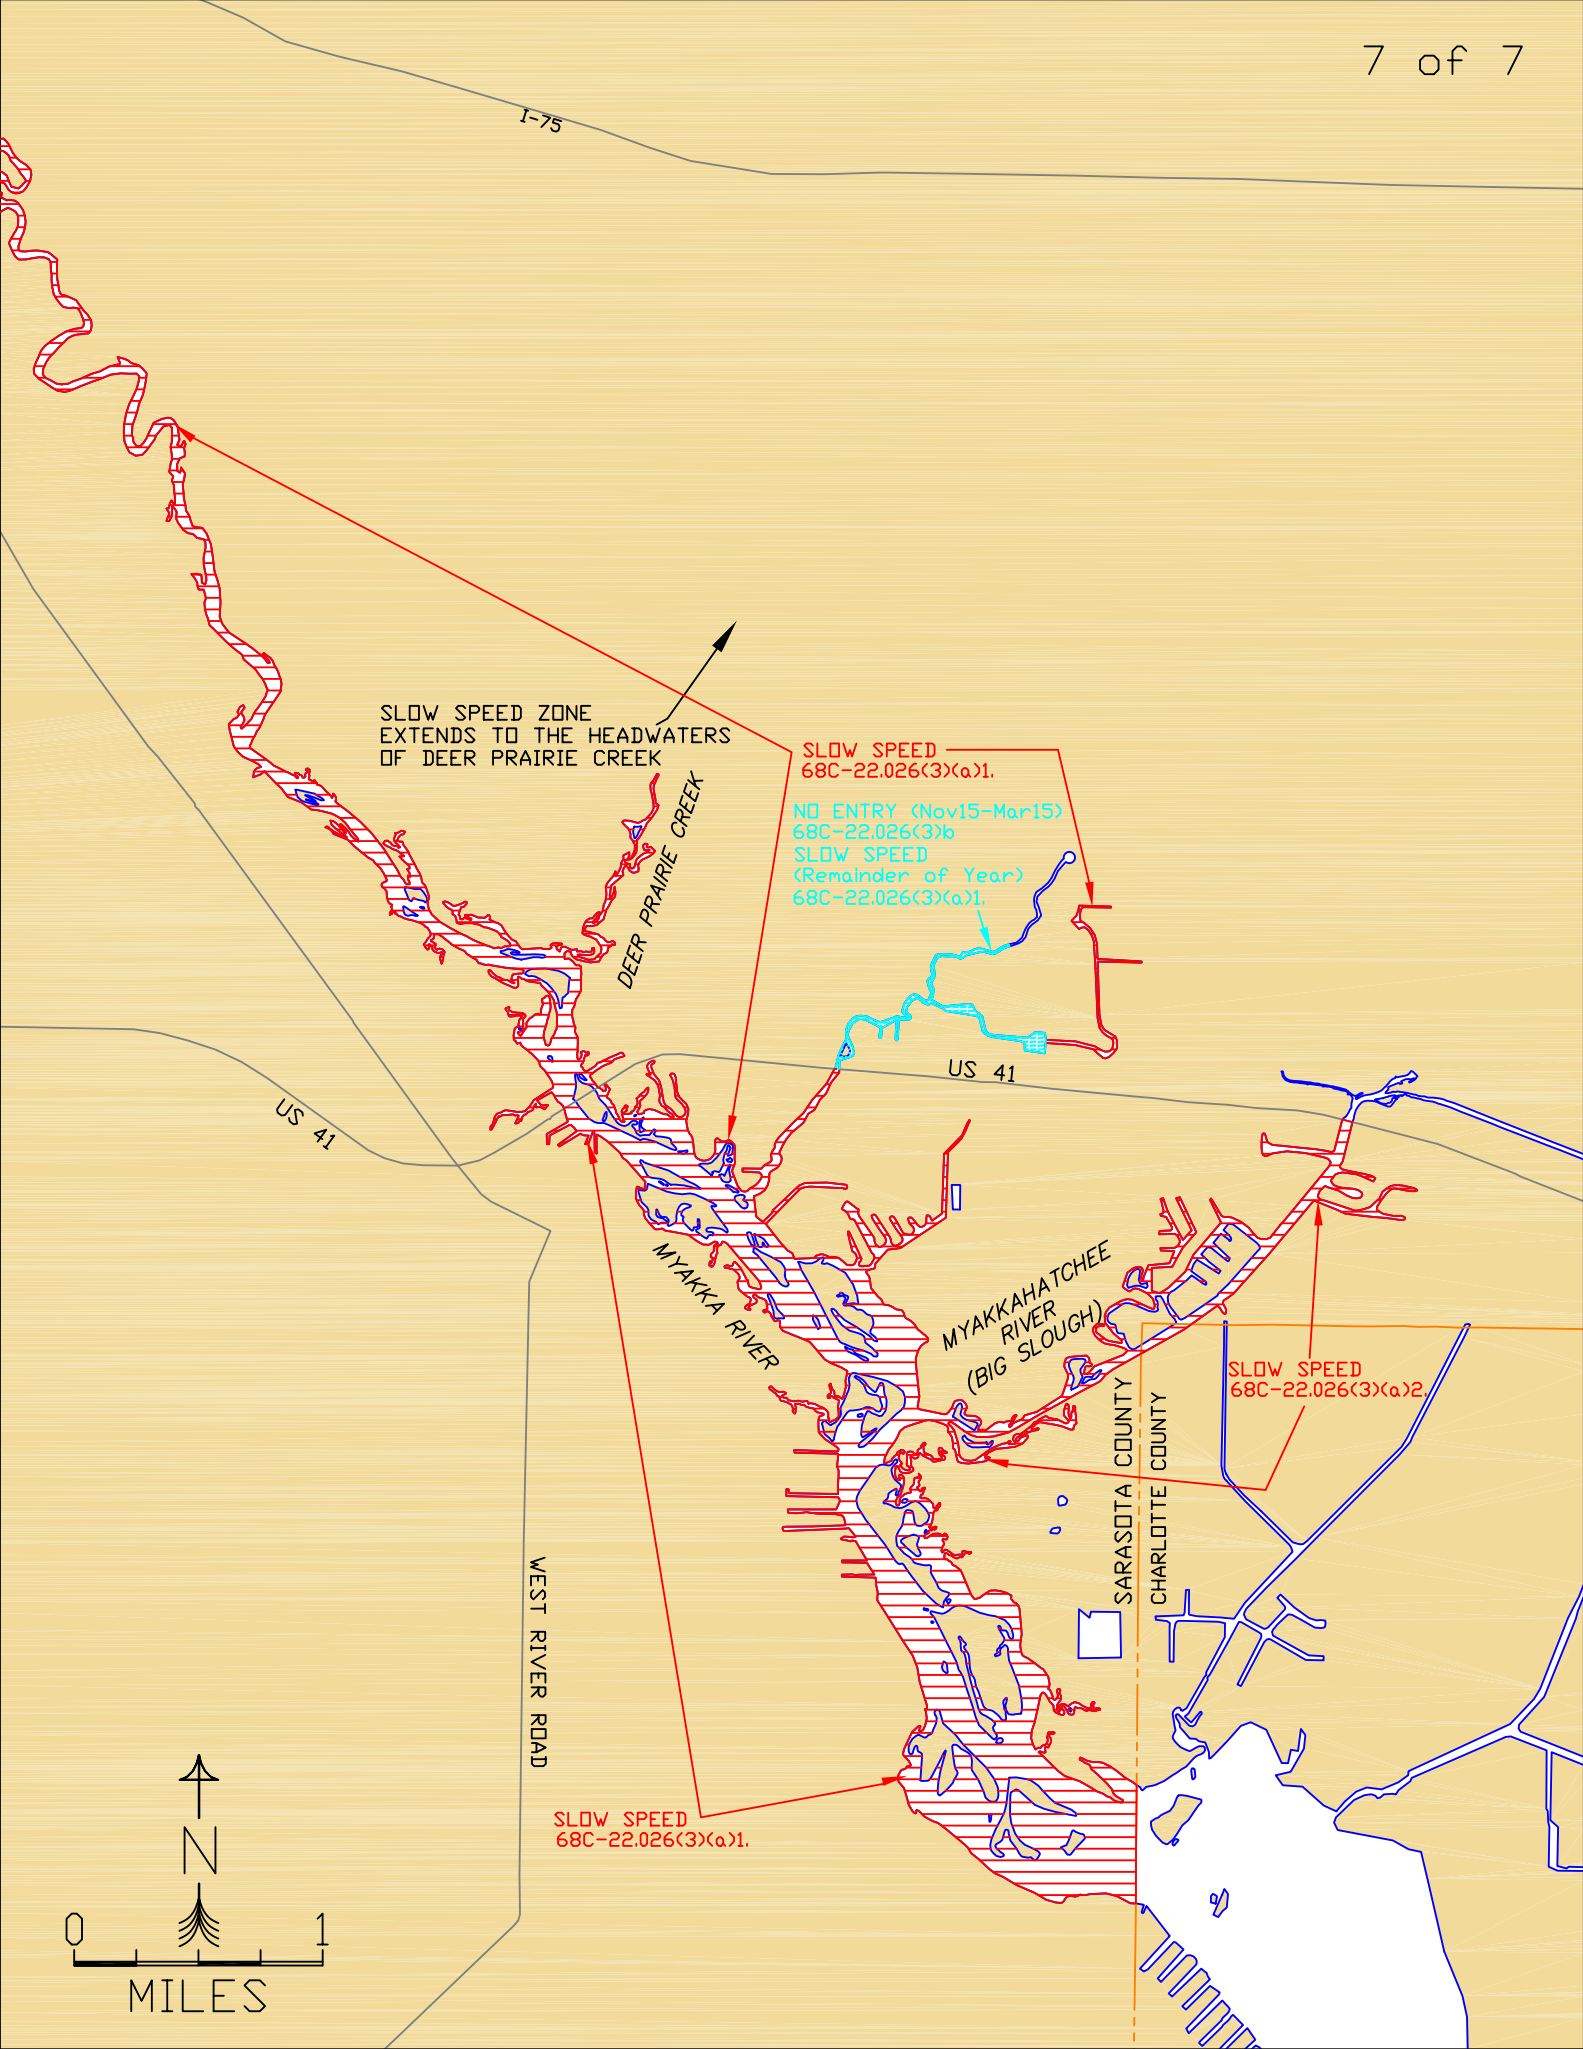 7 of 7
I-75
SLOW SPEED ZONE
EXTENDS TO THE HEADWATERS
OF DEER PRAIRIE CREEK
SLOW SPEED
68C-22.026(3)(a)1.
NO ENTRY (Nov15-Mar15)
68C-22.026(3)b
SLOW SPEED
(Remainder of Year)
68C-22.026(3)(a)1.
DEER PRAIRIE CREEK
US 41
US 41
MYAKKA RIVER
MYAKKAHATCHEE
RIVER
(BIG SLOUGH)
SLOW SPEED
68C-22.026(3)(a)2.
SARASOTA COUNTY
CHARLOTTE COUNTY
WEST RIVER ROAD
SLOW SPEED
68C-22.026(3)(a)1.
N
0 1
MILES